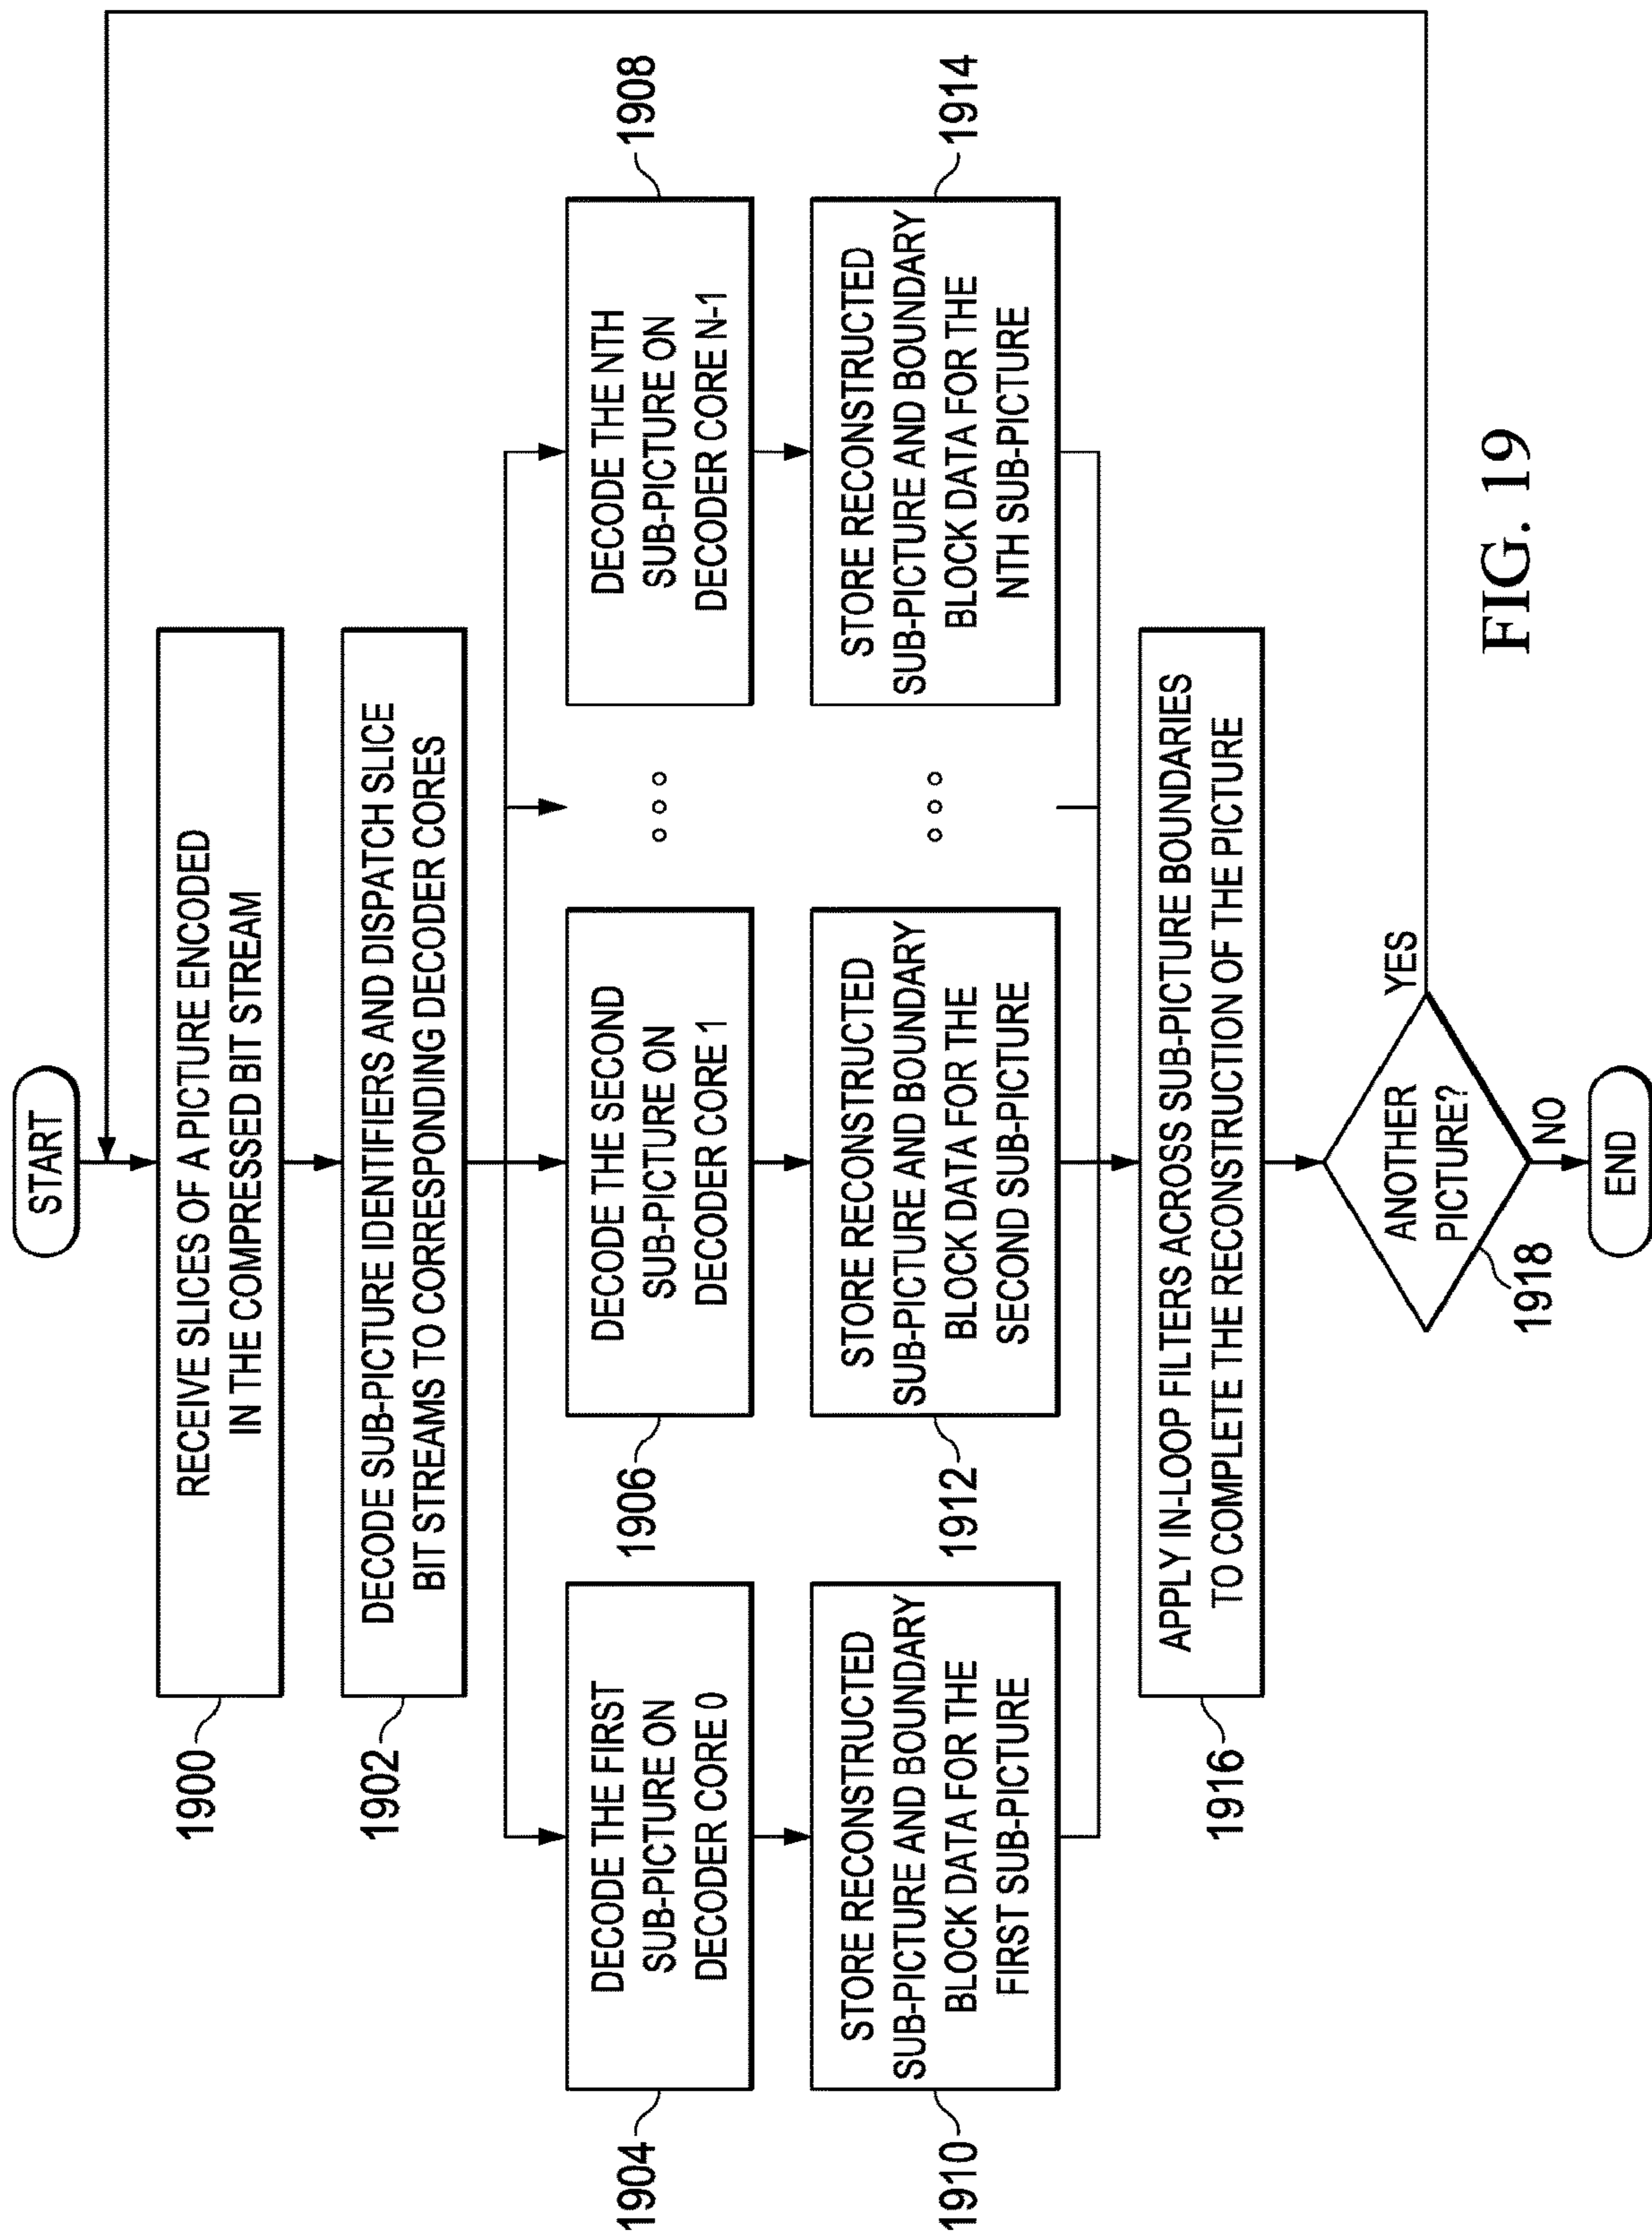 START
1900
RECEIVE SLICES OF A PICTURE ENCODED
IN THE COMPRESSED BIT STREAM
1902
DECODE SUB-PICTURE IDENTIFIERS AND DISPATCH SLICE
BIT STREAMS TO CORRESPONDING DECODER CORES
1904
DECODE THE FIRST
SUB-PICTURE ON
DECODER CORE 0
1906
DECODE THE SECOND
SUB-PICTURE ON
DECODER CORE 1
1908
DECODE THE NTH
SUB-PICTURE ON
DECODER CORE N-1
1910
STORE RECONSTRUCTED
SUB-PICTURE AND BOUNDARY
BLOCK DATA FOR THE
FIRST SUB-PICTURE
1912
STORE RECONSTRUCTED
SUB-PICTURE AND BOUNDARY
BLOCK DATA FOR THE
SECOND SUB-PICTURE
1914
STORE RECONSTRUCTED
SUB-PICTURE AND BOUNDARY
BLOCK DATA FOR THE
NTH SUB-PICTURE
1916
APPLY IN-LOOP FILTERS ACROSS SUB-PICTURE BOUNDARIES
TO COMPLETE THE RECONSTRUCTION OF THE PICTURE
1918
ANOTHER
PICTURE?
YES
NO
END
FIG. 19